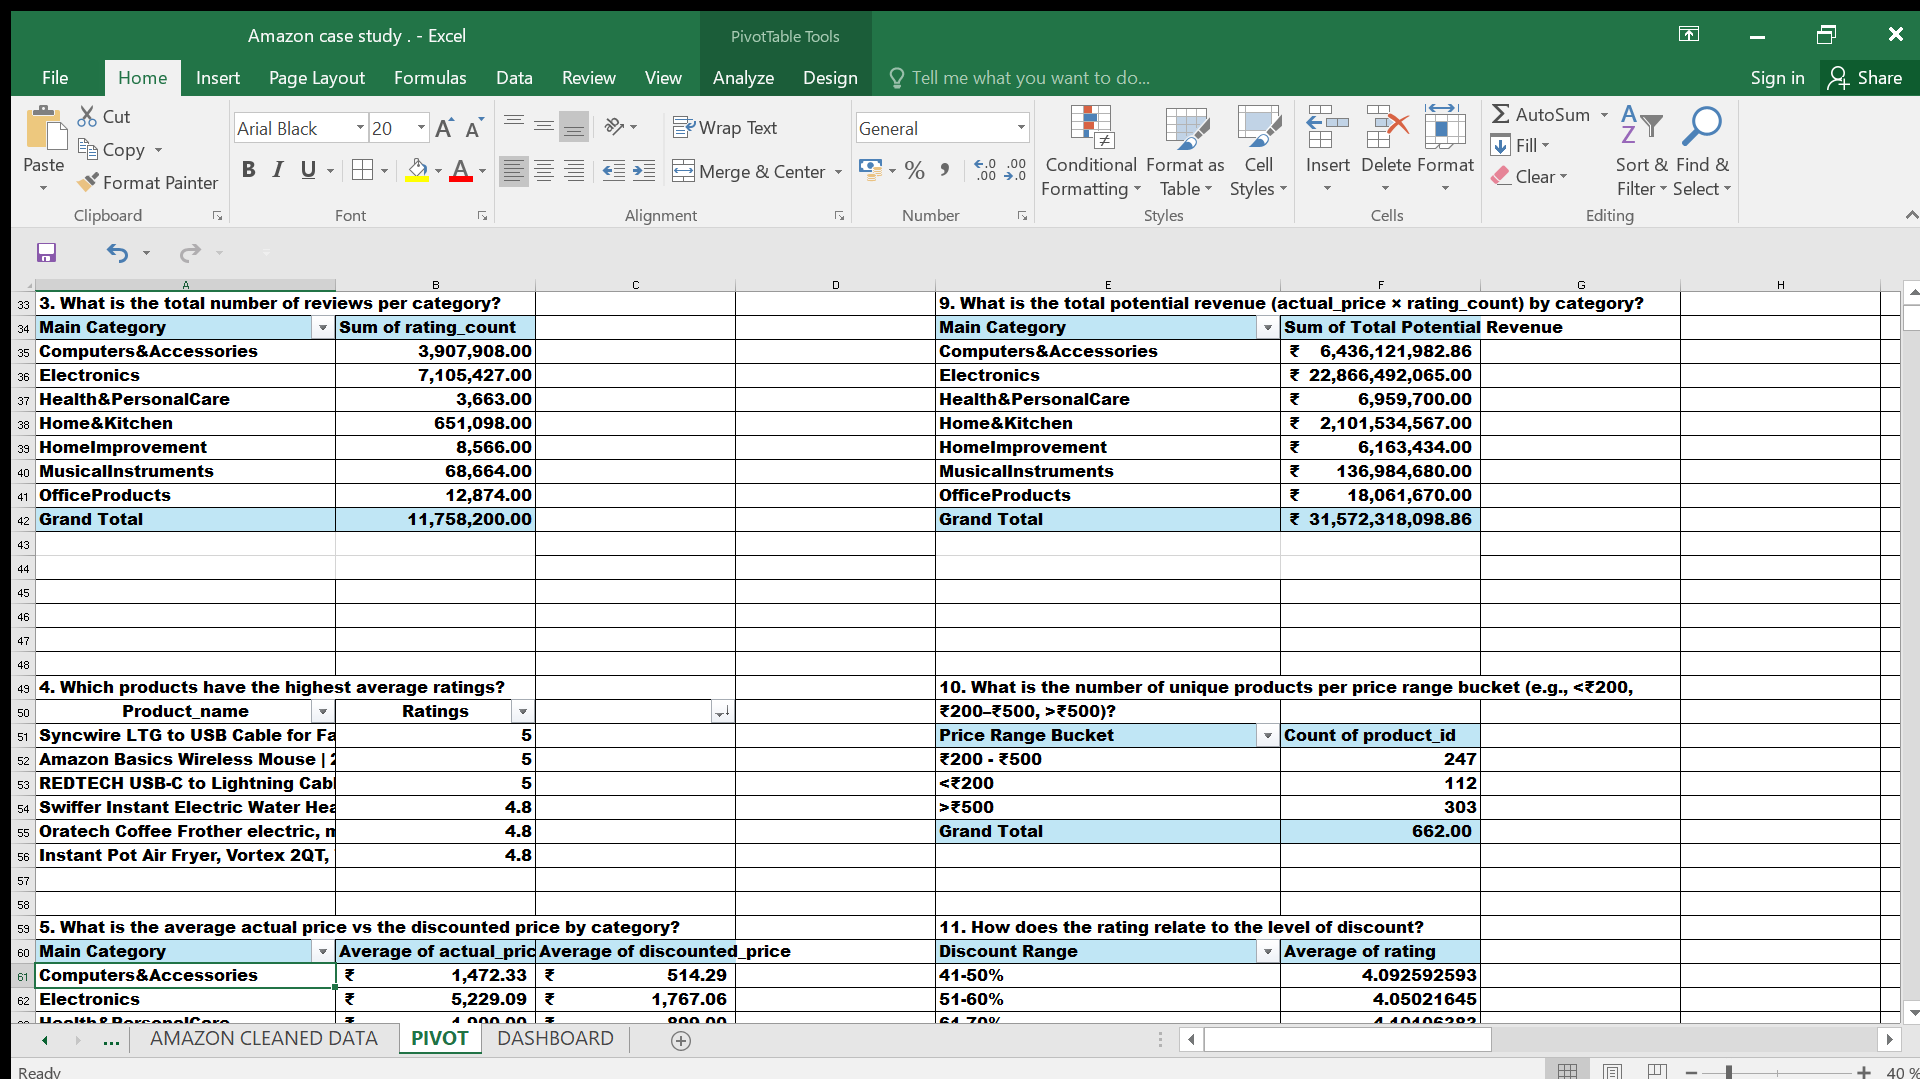 Amazon case study . - Excel
PivotTable Tools
File Home Insert Page Layout Formulas Data Review View Analyze Design Tell me what you want to do... Sign in Share
Paste
Cut
Copy
Format Painter
Clipboard
Arial Black 20
B I U
Font
Wrap Text
Merge & Center
Alignment
General
Number
Conditional Formatting
Format as Table
Cell Styles
Styles
Insert Delete Format
Cells
AutoSum
Fill
Clear
Sort & Filter
Find & Select
Editing
A B C D E F G H
33 3. What is the total number of reviews per category? 9. What is the total potential revenue (actual_price × rating_count) by category?
34 Main Category Sum of rating_count Main Category Sum of Total Potential Revenue
35 Computers&Accessories 3,907,908.00 Computers&Accessories ₹ 6,436,121,982.86
36 Electronics 7,105,427.00 Electronics ₹ 22,866,492,065.00
37 Health&PersonalCare 3,663.00 Health&PersonalCare ₹ 6,959,700.00
38 Home&Kitchen 651,098.00 Home&Kitchen ₹ 2,101,534,567.00
39 HomeImprovement 8,566.00 HomeImprovement ₹ 6,163,434.00
40 MusicalInstruments 68,664.00 MusicalInstruments ₹ 136,984,680.00
41 OfficeProducts 12,874.00 OfficeProducts ₹ 18,061,670.00
42 Grand Total 11,758,200.00 Grand Total ₹ 31,572,318,098.86
43
44
45
46
47
48
49 4. Which products have the highest average ratings? 10. What is the number of unique products per price range bucket (e.g., <₹200,
50 Product_name Ratings ₹200–₹500, >₹500)?
51 Syncwire LTG to USB Cable for Fa 5 Price Range Bucket Count of product_id
52 Amazon Basics Wireless Mouse | 2 5 ₹200 - ₹500 247
53 REDTECH USB-C to Lightning Cabl 5 <₹200 112
54 Swiffer Instant Electric Water Hea 4.8 >₹500 303
55 Oratech Coffee Frother electric, m 4.8 Grand Total 662.00
56 Instant Pot Air Fryer, Vortex 2QT, 4.8
57
58
59 5. What is the average actual price vs the discounted price by category? 11. How does the rating relate to the level of discount?
60 Main Category Average of actual_pric Average of discounted_price Discount Range Average of rating
61 Computers&Accessories ₹ 1,472.33 ₹ 514.29 41-50% 4.092592593
62 Electronics ₹ 5,229.09 ₹ 1,767.06 51-60% 4.05021645
Health&PersonalCare ₹ 1,900.00 ₹ 899.00 61-70% 4.10106383
... AMAZON CLEANED DATA PIVOT DASHBOARD
Ready 40 %